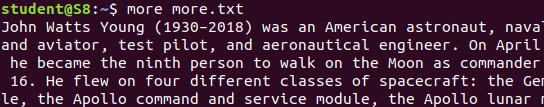 student@S8:~$ more more.txt
John Watts Young (1930–2018) was an American astronaut, naval
and aviator, test pilot, and aeronautical engineer. On April
he became the ninth person to walk on the Moon as commander
16. He flew on four different classes of spacecraft: the
le, the Apollo command and service module, the Apollo lunar